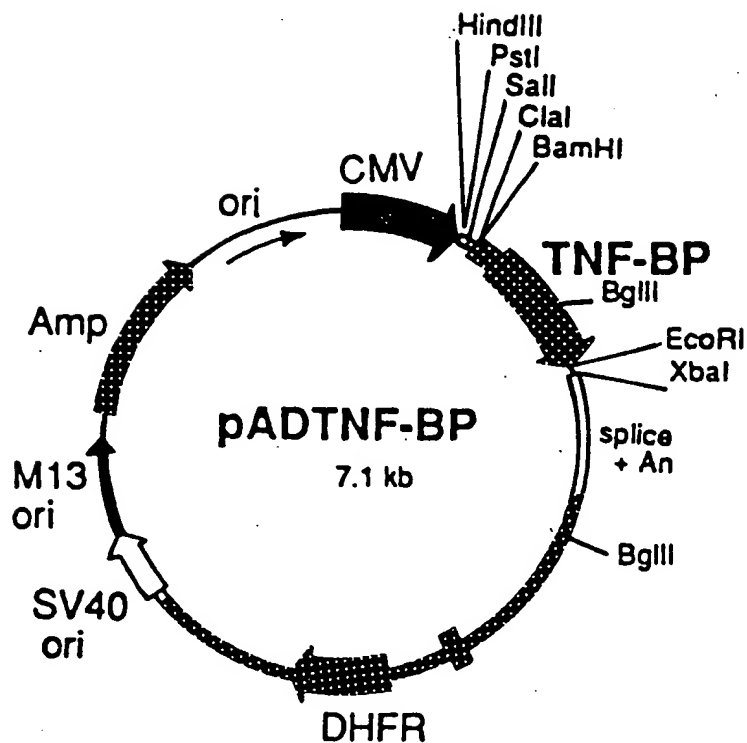 HindIII
PstI
SalI
ClaI
BamHI
CMV
ori
TNF-BP
BglII
EcoRI
XbaI
Amp
pADTNF-BP
7.1 kb
splice
+ An
M13
ori
BglII
SV40
ori
DHFR